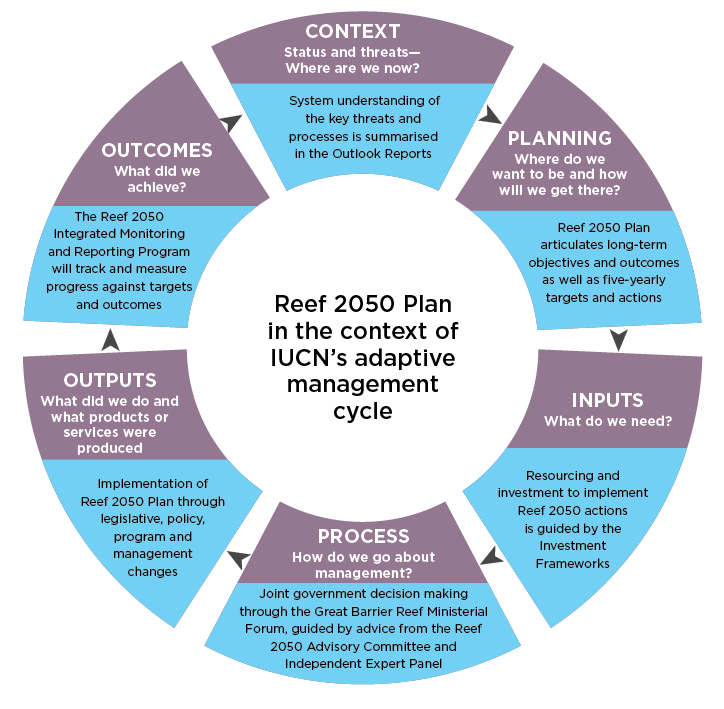 CONTEXT
Status and threats—
Where are we now?
System understanding of
the key threats and
processes is summarised
in the Outlook Reports
PLANNING
Where do we
want to be and how
will we get there?
Reef 2050 Plan
articulates long-term
objectives and outcomes
as well as five-yearly
targets and actions
INPUTS
What do we need?
Resourcing and
investment to implement
Reef 2050 actions
is guided by the
Investment
Frameworks
PROCESS
How do we go about
management?
Joint government decision making
through the Great Barrier Reef Ministerial
Forum, guided by advice from the Reef
2050 Advisory Committee and
Independent Expert Panel
OUTPUTS
What did we do and
what products or
services were
produced
Implementation of
Reef 2050 Plan through
legislative, policy,
program and
management
changes
OUTCOMES
What did we
achieve?
The Reef 2050
Integrated Monitoring
and Reporting Program
will track and measure
progress against targets
and outcomes
Reef 2050 Plan
in the context of
IUCN's adaptive
management
cycle